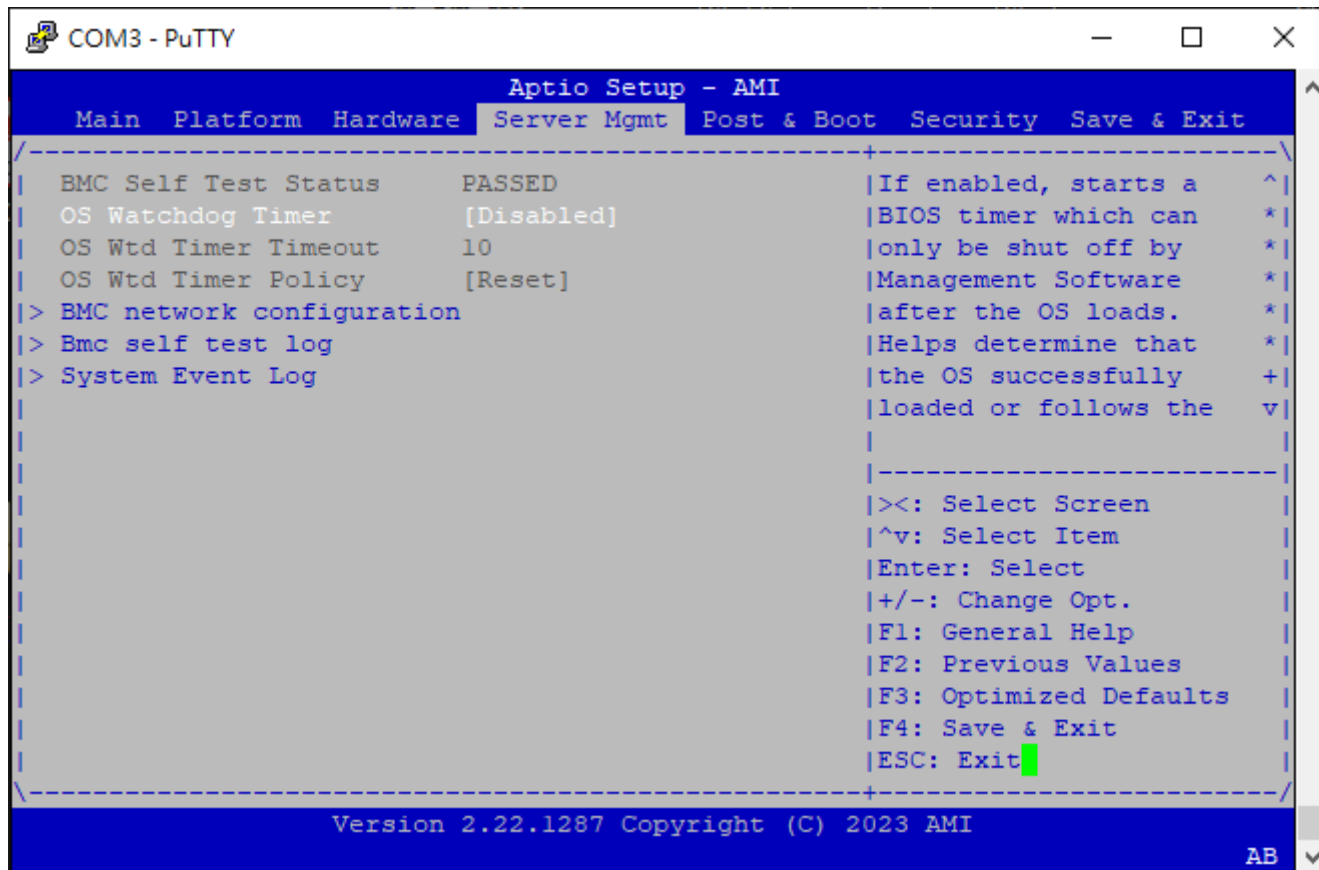 COM3 - PuTTY
Aptio Setup - AMI
Main Platform Hardware Server Mgmt Post & Boot Security Save & Exit
/----------------------------------------------------+-------------------------\
| BMC Self Test Status PASSED |If enabled, starts a ^|
| OS Watchdog Timer [Disabled] |BIOS timer which can *|
| OS Wtd Timer Timeout 10 |only be shut off by *|
| OS Wtd Timer Policy [Reset] |Management Software *|
|> BMC network configuration |after the OS loads. *|
|> Bmc self test log |Helps determine that *|
|> System Event Log |the OS successfully +|
| |loaded or follows the v|
| | |
| |-------------------------|
| |><: Select Screen |
| |^v: Select Item |
| |Enter: Select |
| |+/-: Change Opt. |
| |F1: General Help |
| |F2: Previous Values |
| |F3: Optimized Defaults |
| |F4: Save & Exit |
| |ESC: Exit |
\----------------------------------------------------+-------------------------/
Version 2.22.1287 Copyright (C) 2023 AMI
AB